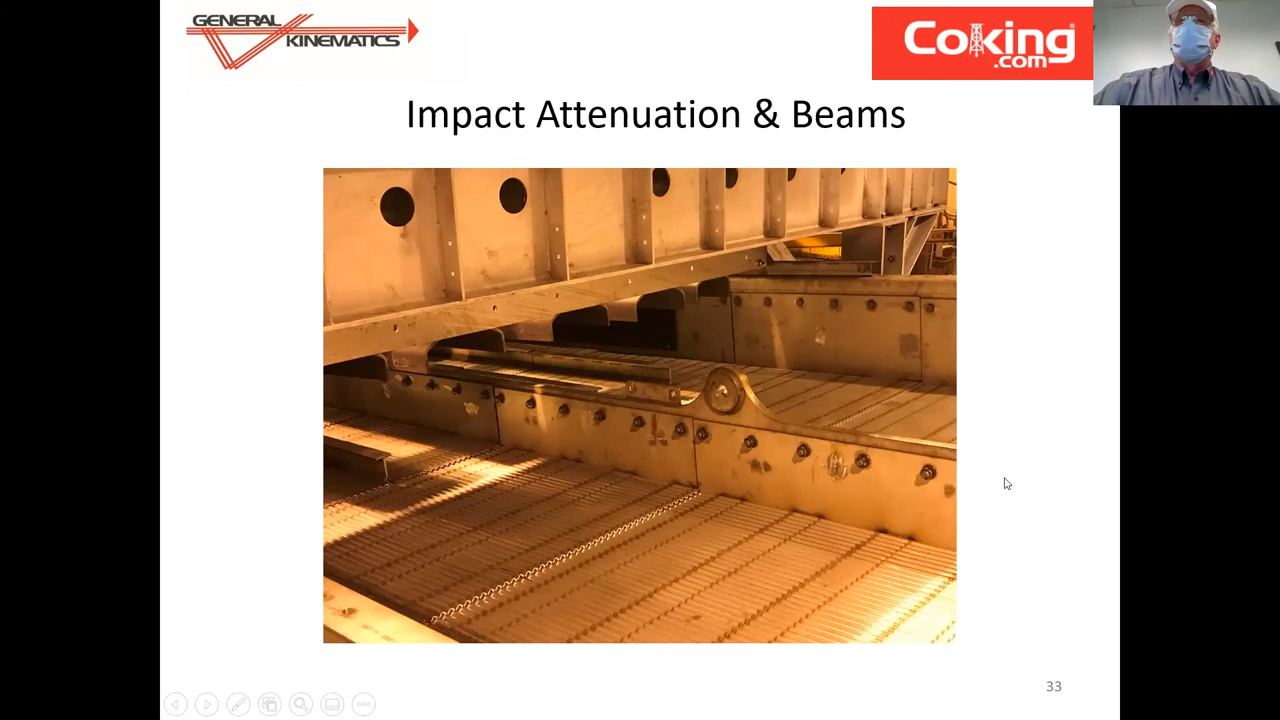 GENERAL
KINEMATICS
Coking
.com
Impact Attenuation & Beams
33